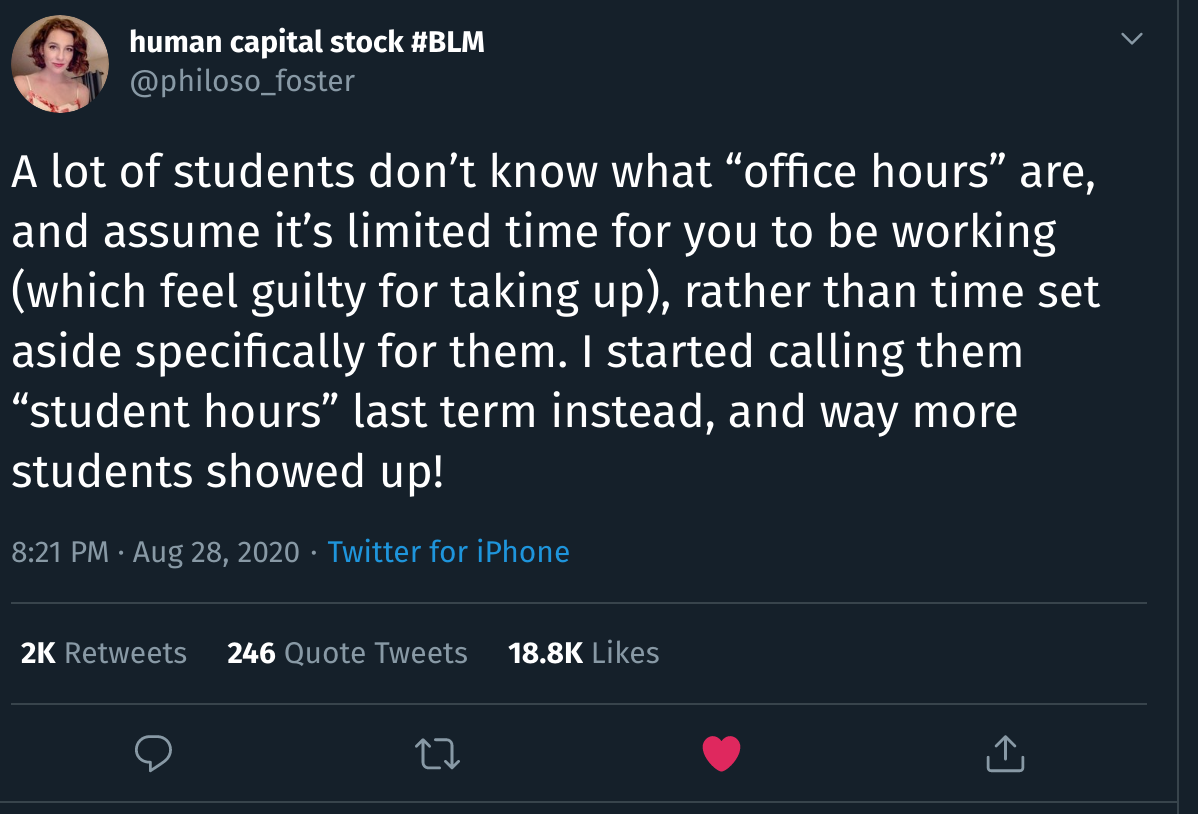 human capital stock #BLM
@philoso_foster
A lot of students don’t know what “office hours” are,
and assume it’s limited time for you to be working
(which feel guilty for taking up), rather than time set
aside specifically for them. I started calling them
“student hours” last term instead, and way more
students showed up!
8:21 PM · Aug 28, 2020 · Twitter for iPhone
2K Retweets 246 Quote Tweets 18.8K Likes